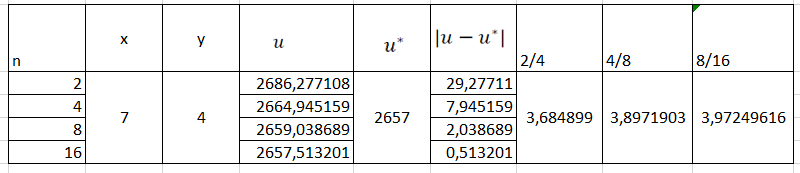 n x y u u* |u − u*| 2/4 4/8 8/16
2 7 4 2686,277108 2657 29,27711 3,684899 3,8971903 3,97249616
4 2664,945159 7,945159
8 2659,038689 2,038689
16 2657,513201 0,513201